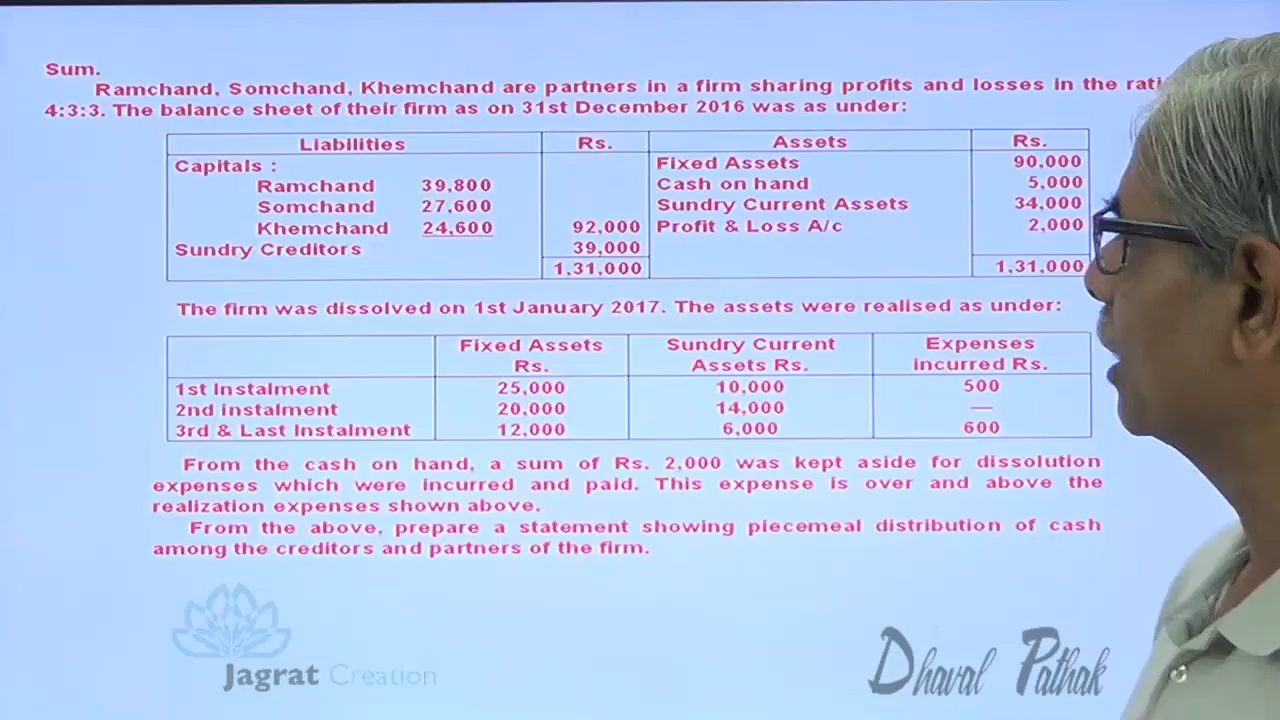 Sum.
Ramchand, Somchand, Khemchand are partners in a firm sharing profits and losses in the
4:3:3. The balance sheet of their firm as on 31st December 2016 was as under:
Liabilities Rs. Assets Rs.
Capitals : Fixed Assets 90,000
Ramchand 39,800 Cash on hand 5,000
Somchand 27,600 Sundry Current Assets 34,000
Khemchand 24,600 92,000 Profit & Loss A/c 2,000
Sundry Creditors 39,000
1,31,000 1,31,000
The firm was dissolved on 1st January 2017. The assets were realised as under:
Fixed Assets Rs. Sundry Current Assets Rs. Expenses incurred Rs.
1st Instalment 25,000 10,000 500
2nd instalment 20,000 14,000 —
3rd & Last Instalment 12,000 6,000 600
From the cash on hand, a sum of Rs. 2,000 was kept aside for dissolution
expenses which were incurred and paid. This expense is over and above the
realization expenses shown above.
From the above, prepare a statement showing piecemeal distribution of cash
among the creditors and partners of the firm.
Jagrat Creation
Dhaval Pathak